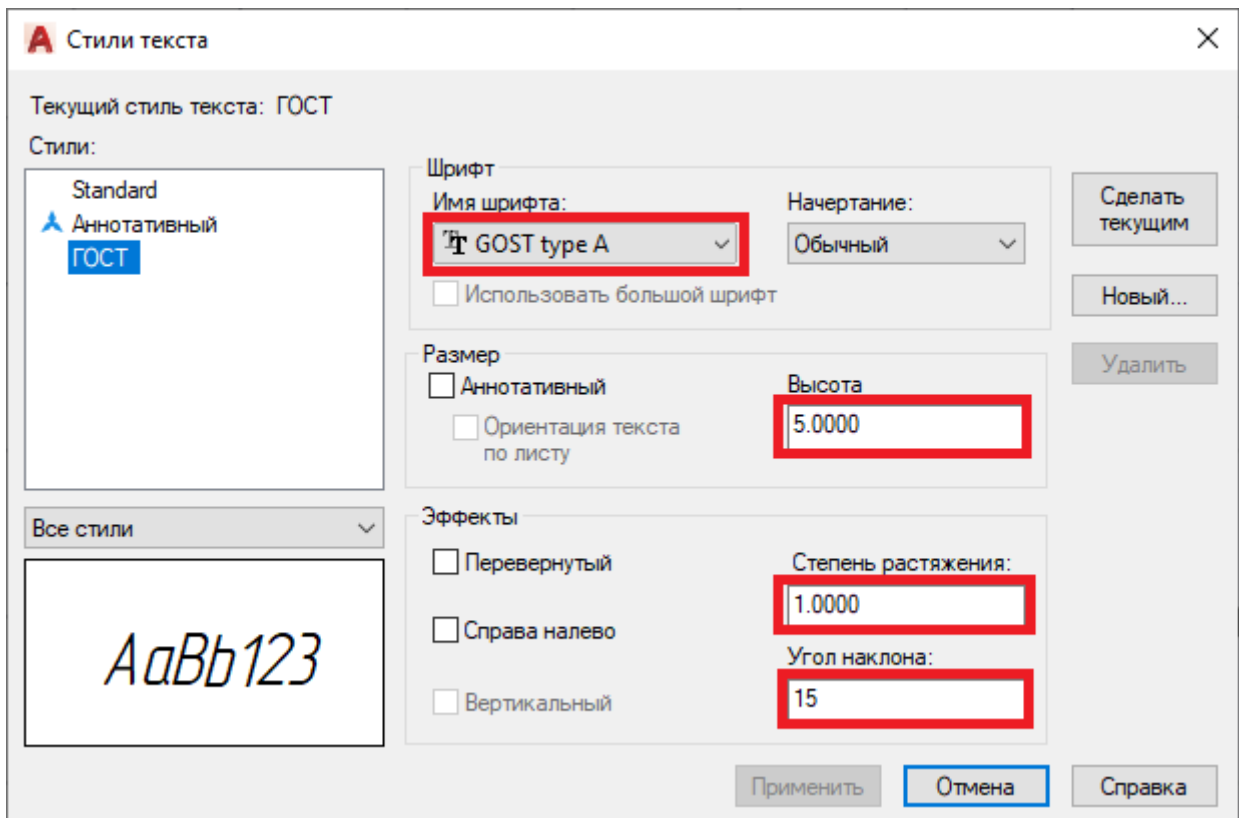 Стили текста
Текущий стиль текста: ГОСТ
Стили:
Standard
Аннотативный
ГОСТ
Все стили
AaBb123
Шрифт
Имя шрифта:
GOST type A
Начертание:
Обычный
Использовать большой шрифт
Размер
Аннотативный
Ориентация текста
по листу
Высота
5.0000
Эффекты
Перевернутый
Справа налево
Вертикальный
Степень растяжения:
1.0000
Угол наклона:
15
Сделать
текущим
Новый...
Удалить
Применить
Отмена
Справка